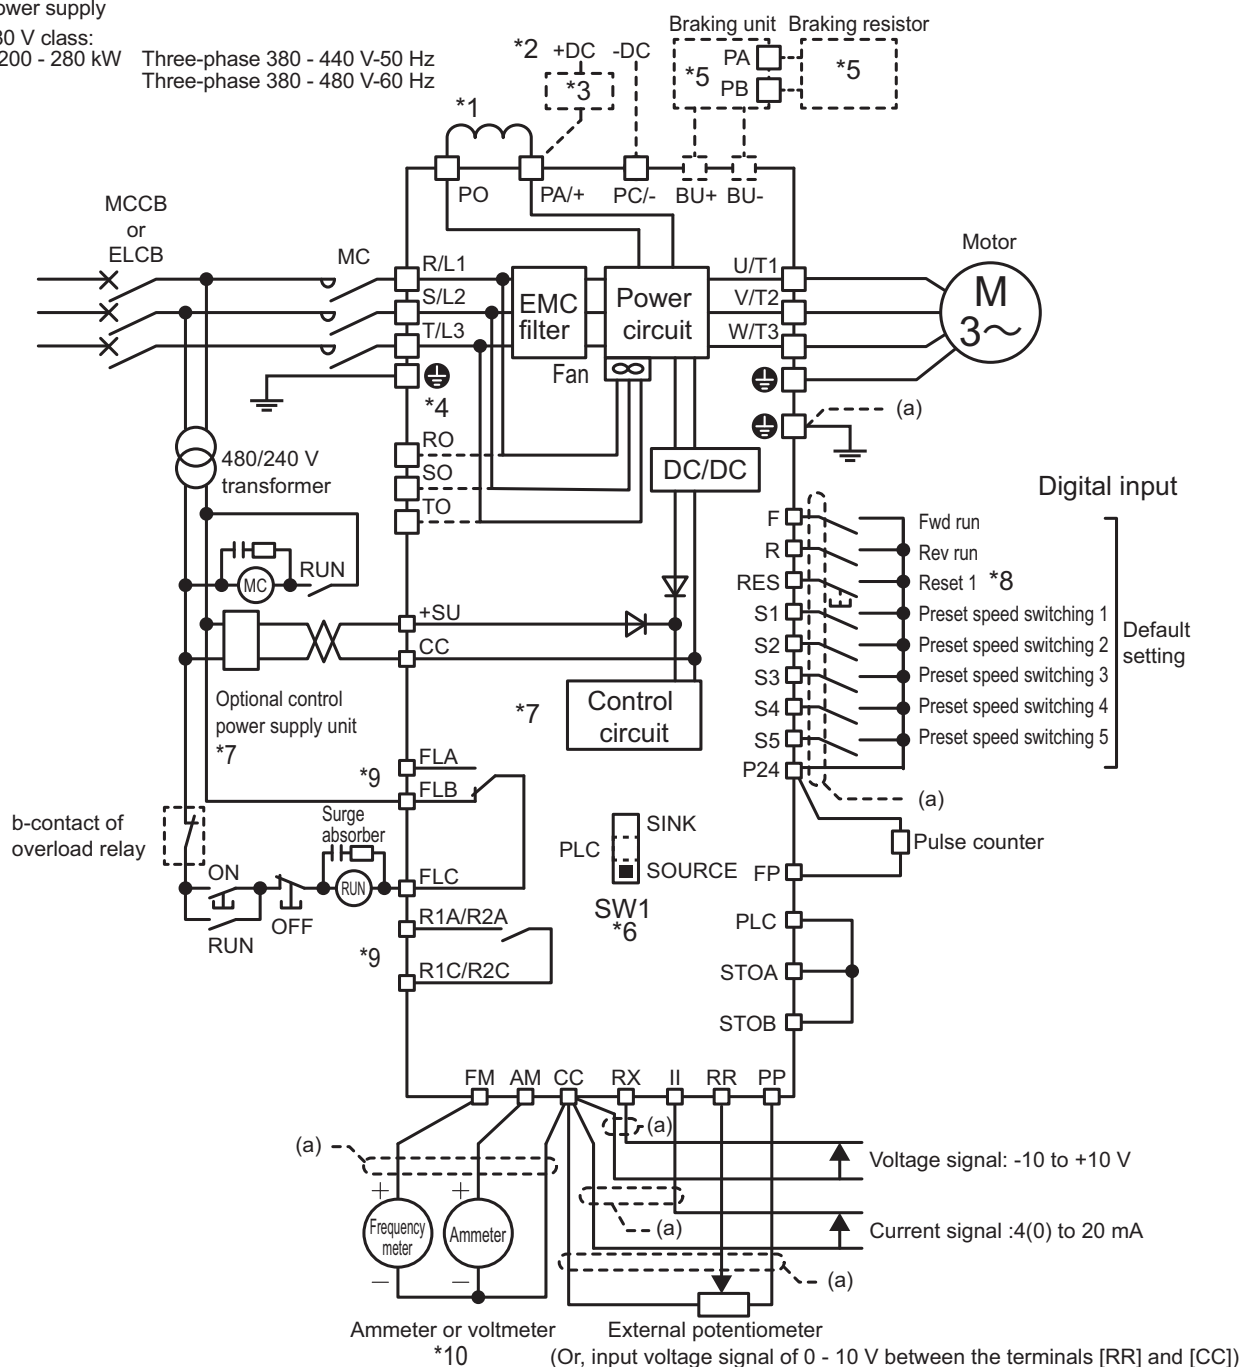 ower supply
80 V class:
200 - 280 kW Three-phase 380 - 440 V-50 Hz
Three-phase 380 - 480 V-60 Hz
*2 +DC -DC
*3
Braking unit Braking resistor
PA
*5
PB
*5
*1
PO PA/+ PC/- BU+ BU-
MCCB
or
ELCB
MC
R/L1
S/L2
T/L3
EMC
filter
Power
circuit
Fan
U/T1
V/T2
W/T3
Motor
M
3～
*4
(a)
RO
SO
TO
480/240 V
transformer
DC/DC
MC
RUN
+SU
CC
Optional control
power supply unit
*7
*7
Control
circuit
Digital input
F Fwd run
R Rev run
RES Reset 1 *8
S1 Preset speed switching 1
S2 Preset speed switching 2
S3 Preset speed switching 3
S4 Preset speed switching 4
S5 Preset speed switching 5
P24
Default
setting
(a)
Pulse counter
FP
*9
FLA
FLB
FLC
b-contact of
overload relay
Surge
absorber
ON
RUN
OFF
RUN
SINK
PLC
SOURCE
SW1
*6
*9
R1A/R2A
R1C/R2C
PLC
STOA
STOB
FM AM CC RX II RR PP
(a)
(a)
Voltage signal: -10 to +10 V
(a)
Current signal :4(0) to 20 mA
(a)
+ +
Frequency
meter
Ammeter
− −
Ammeter or voltmeter
*10
External potentiometer
(Or, input voltage signal of 0 - 10 V between the terminals [RR] and [CC])